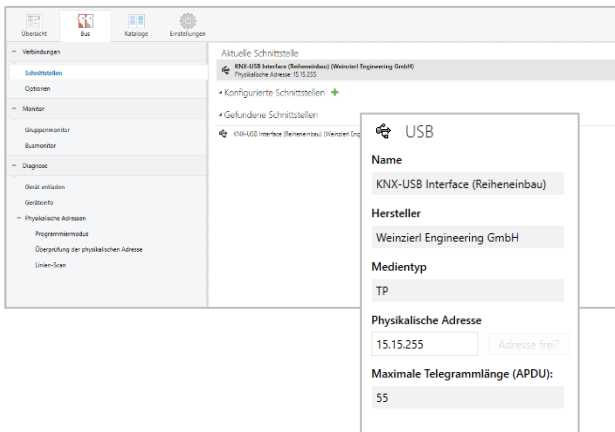 Übersicht Bus Kataloge Einstellungen
Verbindungen
Schnittstellen
Optionen
Monitor
Gruppenmonitor
Busmonitor
Diagnose
Gerät entladen
Geräteinfo
Physikalische Adressen
Programmiermodus
Überprüfung der physikalischen Adresse
Linien-Scan
Aktuelle Schnittstelle
KNX-USB Interface (Reiheneinbau) (Weinzierl Engineering GmbH)
Physikalische Adresse: 15.15.255
Konfigurierte Schnittstellen +
Gefundene Schnittstellen
KNX-USB Interface (Reiheneinbau) (Weinzierl Eng
USB
Name
KNX-USB Interface (Reiheneinbau)
Hersteller
Weinzierl Engineering GmbH
Medientyp
TP
Physikalische Adresse
15.15.255 Adresse frei?
Maximale Telegrammlänge (APDU):
55